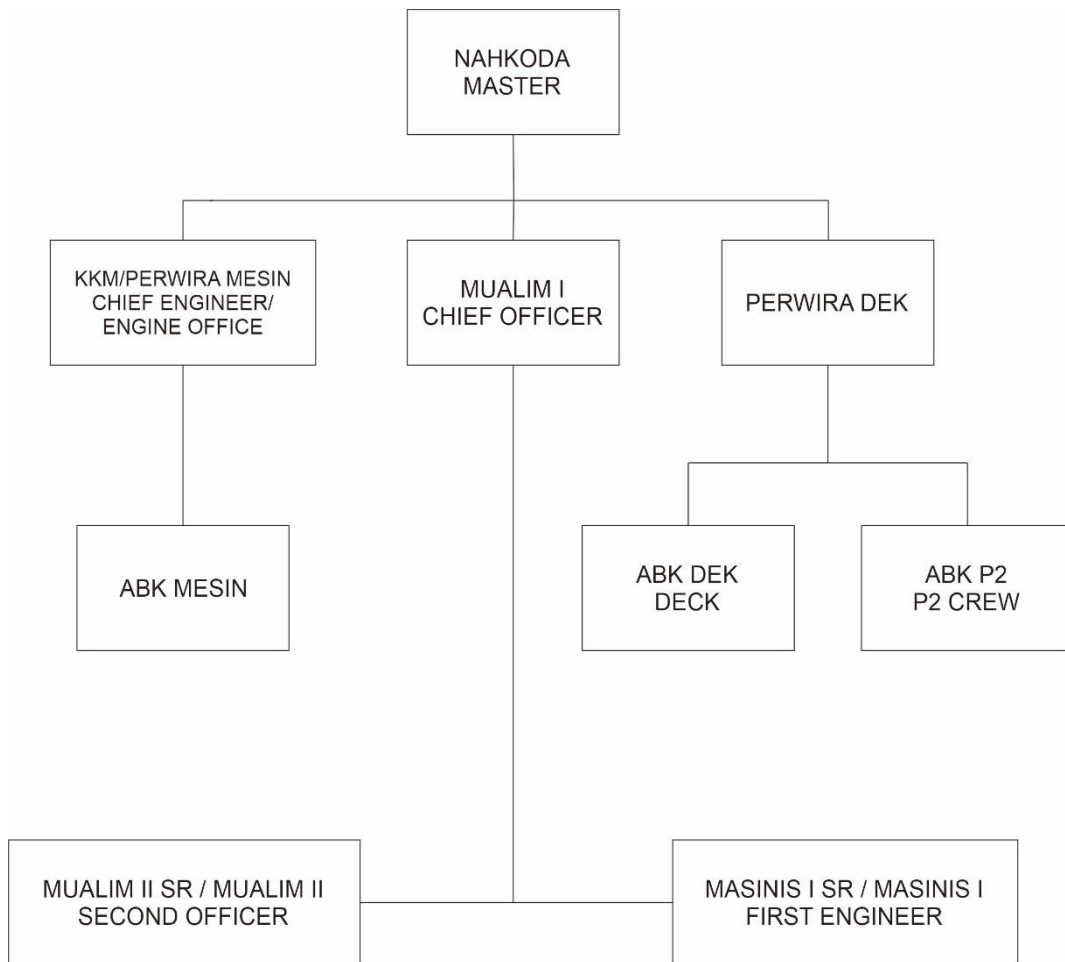 NAHKODA
MASTER
KKM/PERWIRA MESIN
CHIEF ENGINEER/
ENGINE OFFICE
MUALIM I
CHIEF OFFICER
PERWIRA DEK
ABK MESIN
ABK DEK
DECK
ABK P2
P2 CREW
MUALIM II SR / MUALIM II
SECOND OFFICER
MASINIS I SR / MASINIS I
FIRST ENGINEER